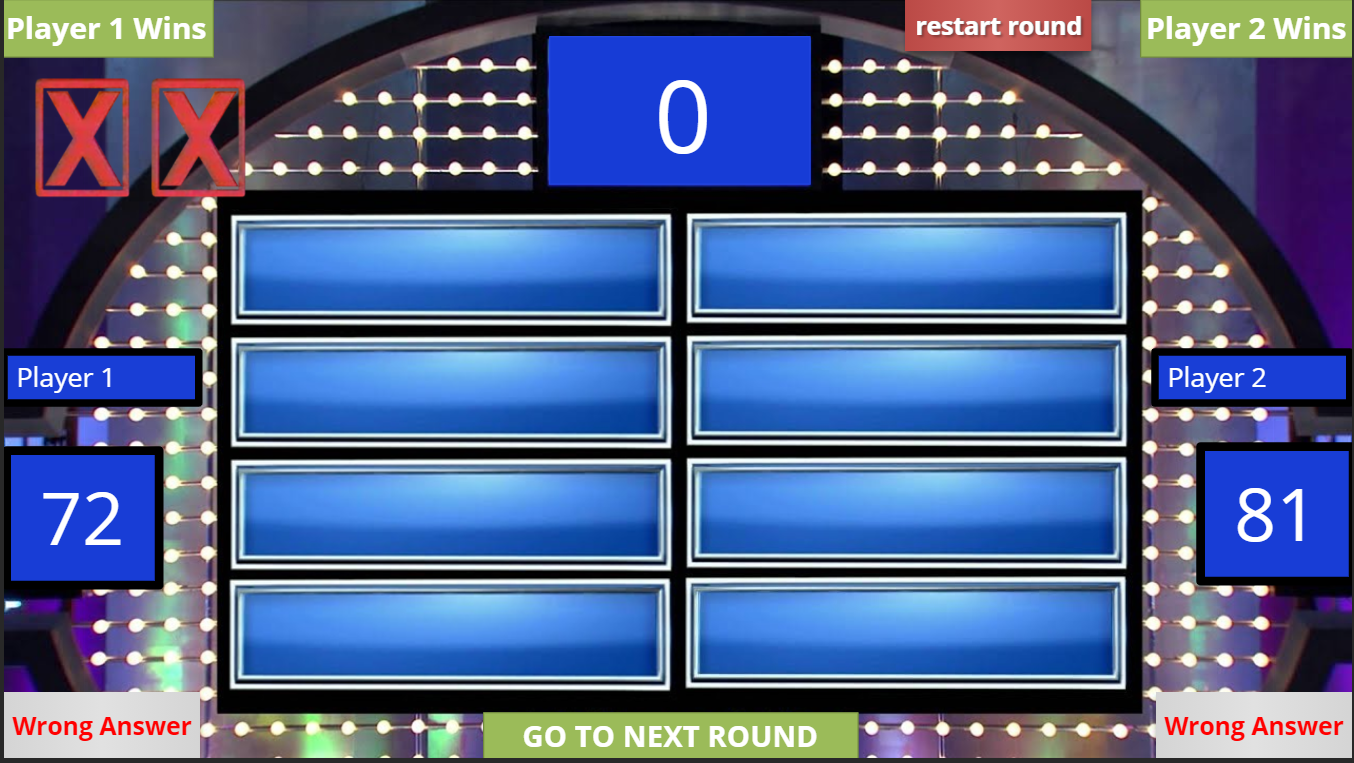 Player 1 Wins
restart round
Player 2 Wins
X X
0
Player 1
Player 2
72
81
Wrong Answer
GO TO NEXT ROUND
Wrong Answer